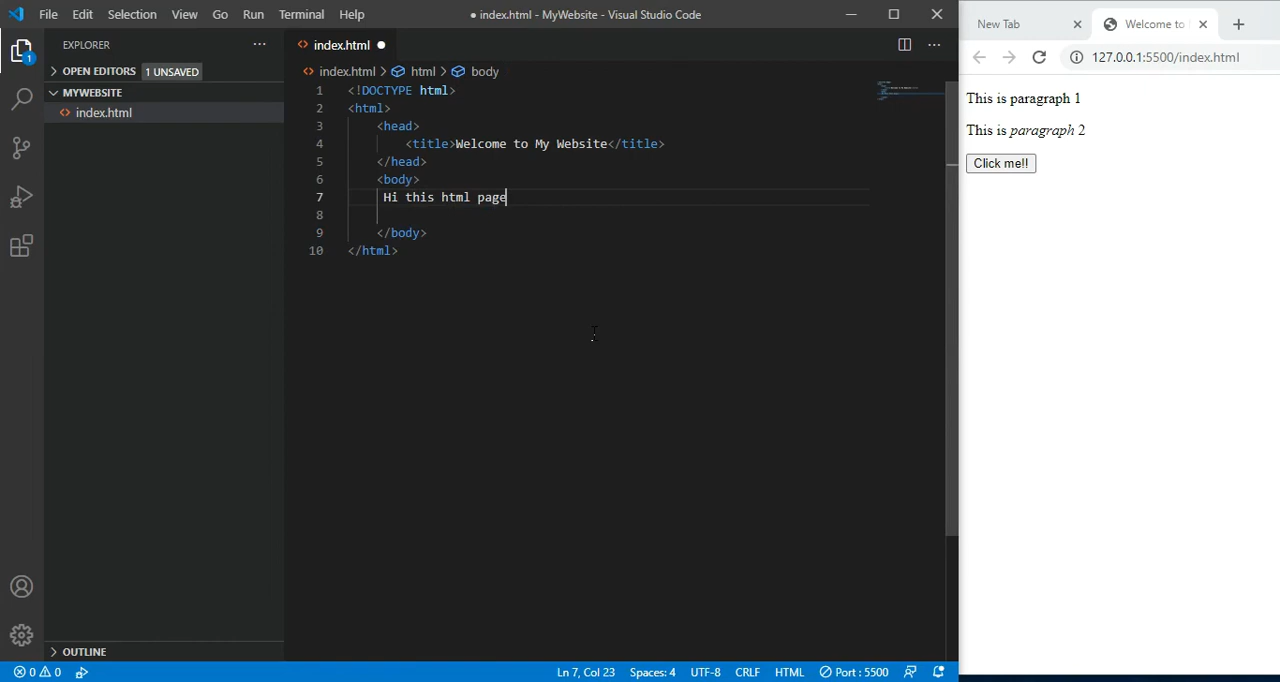 File Edit Selection View Go Run Terminal Help ● index.html - MyWebsite - Visual Studio Code
New Tab Welcome to
EXPLORER
index.html
127.0.0.1:5500/index.html
OPEN EDITORS 1 UNSAVED
index.html html body
MYWEBSITE
index.html
1 <!DOCTYPE html>
2 <html>
3 <head>
4 <title>Welcome to My Website</title>
5 </head>
6 <body>
7 Hi this html page
8
9 </body>
10 </html>
This is paragraph 1
This is paragraph 2
Click me!!
1
OUTLINE
0 0 Ln 7, Col 23 Spaces: 4 UTF-8 CRLF HTML Port : 5500